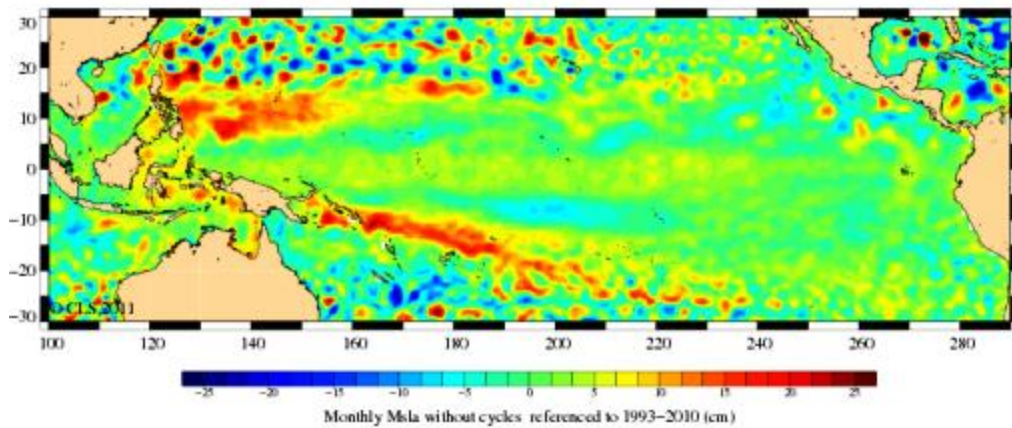 30
20
10
0
−10
−20
−30
© CLS 2011
100 120 140 160 180 200 220 240 260 280
−25 −20 −15 −10 −5 0 5 10 15 20 25
Monthly Msla without cycles referenced to 1993−2010 (cm)